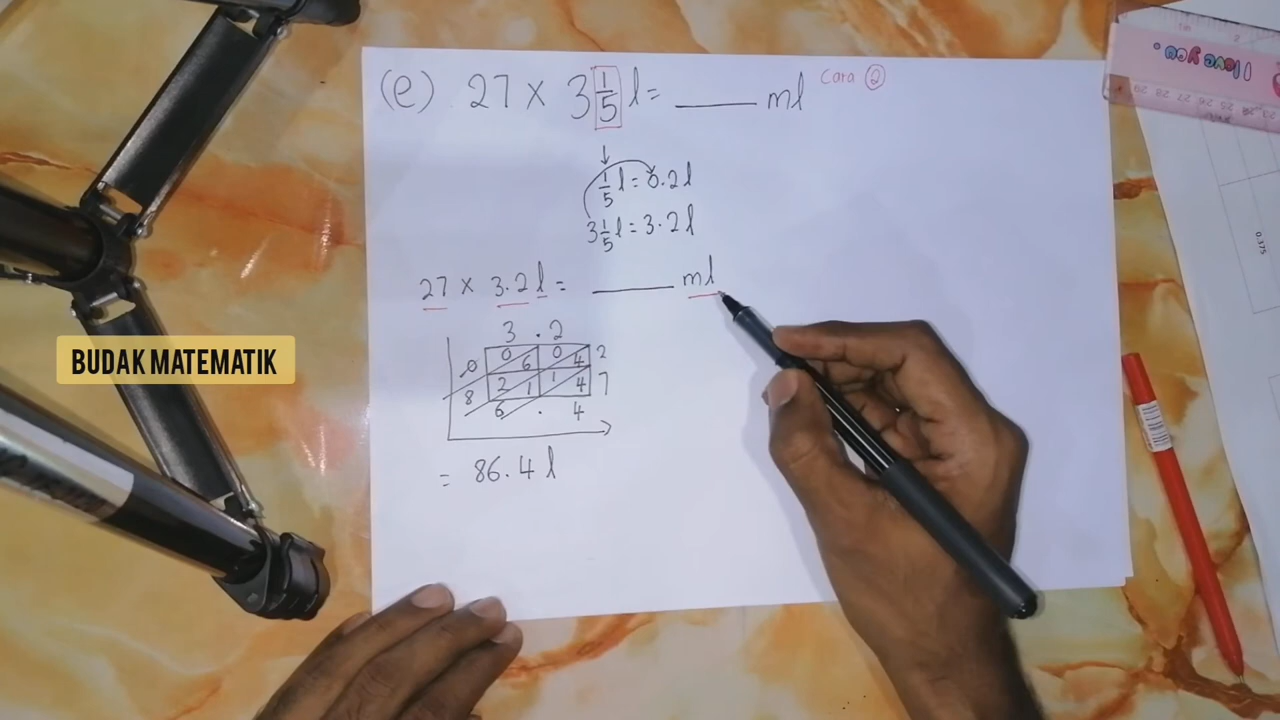 (e) 27 × 3 1/5 l = ____ ml
Cara ②
1/5 l = 0.2 l
3 1/5 l = 3.2 l
27 × 3.2 l = ____ ml
3 . 2
0 0 6 0 4 2
8 2 1 1 4 7
6 . 4
= 86.4 l
BUDAK MATEMATIK
I love you
0.375